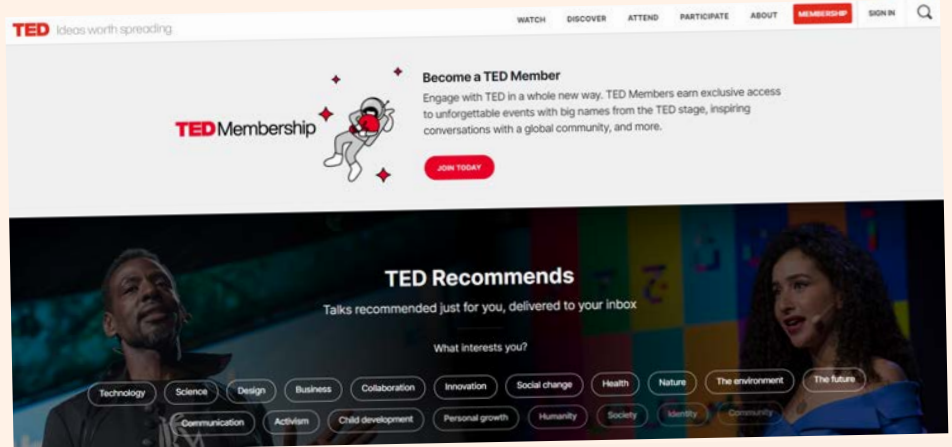 TED Ideas worth spreading
WATCH DISCOVER ATTEND PARTICIPATE ABOUT MEMBERSHIP SIGN IN
TEDMembership
Become a TED Member
Engage with TED in a whole new way. TED Members earn exclusive access
to unforgettable events with big names from the TED stage, inspiring
conversations with a global community, and more.
JOIN TODAY
TED Recommends
Talks recommended just for you, delivered to your inbox
What interests you?
Technology Science Design Business Collaboration Innovation Social change Health Nature The environment The future
Communication Activism Child development Personal growth Humanity Society Identity Community